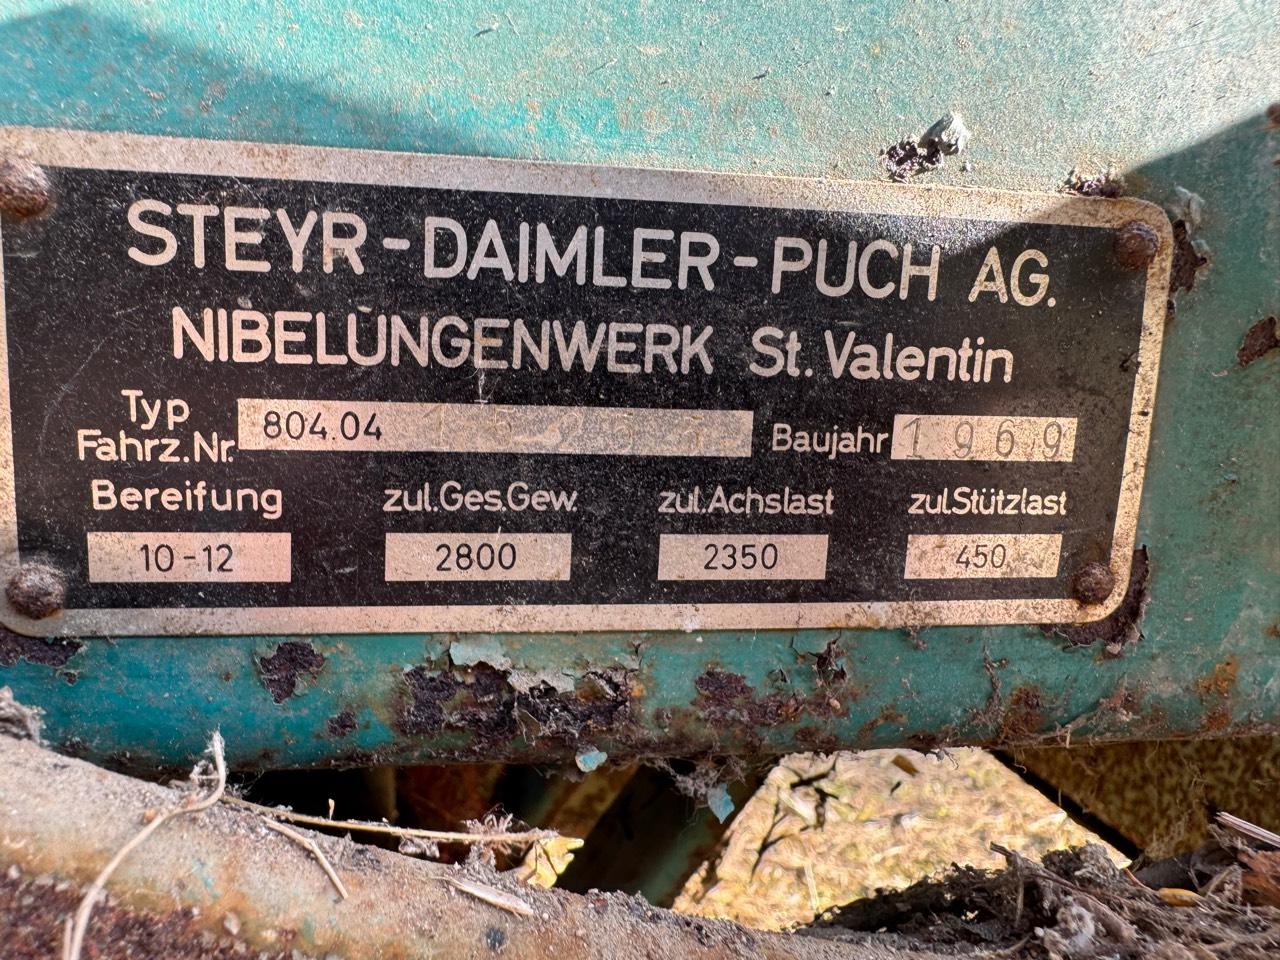 STEYR-DAIMLER-PUCH AG.
NIBELUNGENWERK St. Valentin
Typ
Fahrz.Nr. 804.04 Baujahr 1969
Bereifung zul.Ges.Gew. zul.Achslast zul.Stützlast
10-12 2800 2350 450